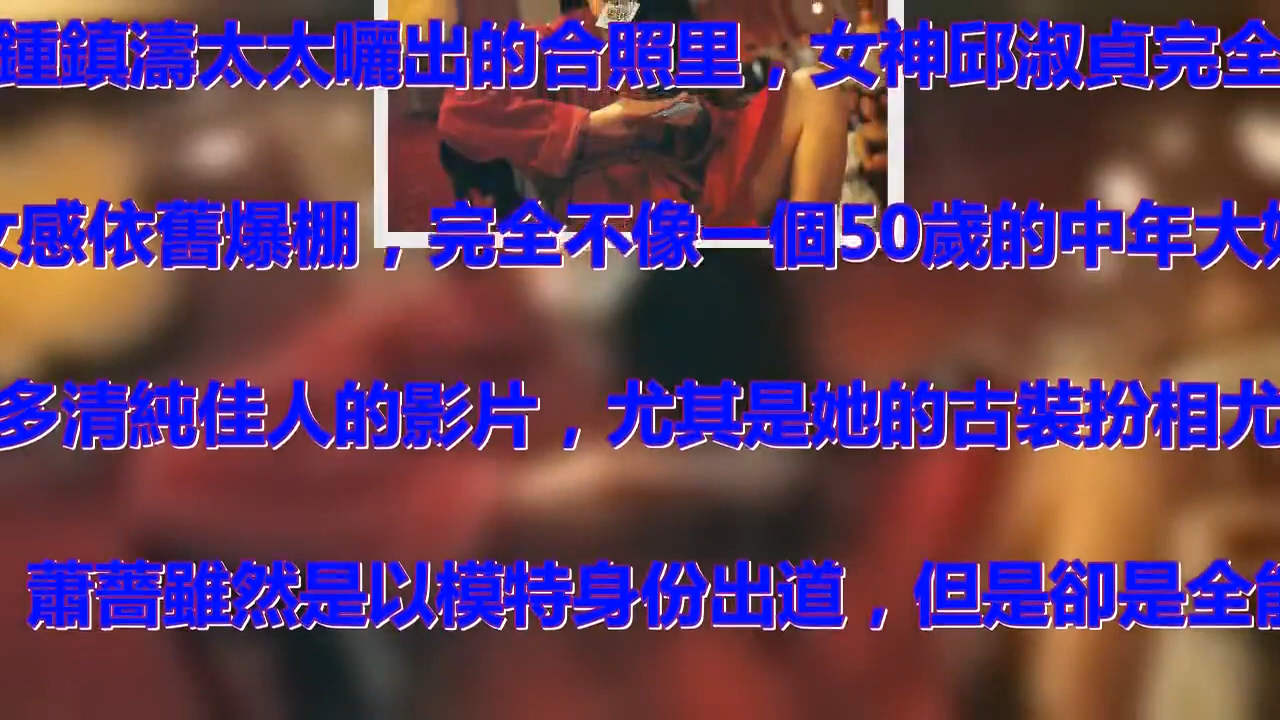 鍾鎮濤太太曬出的合照里，女神邱淑貞完全
女感依舊爆棚，完全不像一個50歲的中年大
多清純佳人的影片，尤其是她的古裝扮相尤
蕭薔雖然是以模特身份出道，但是卻是全能